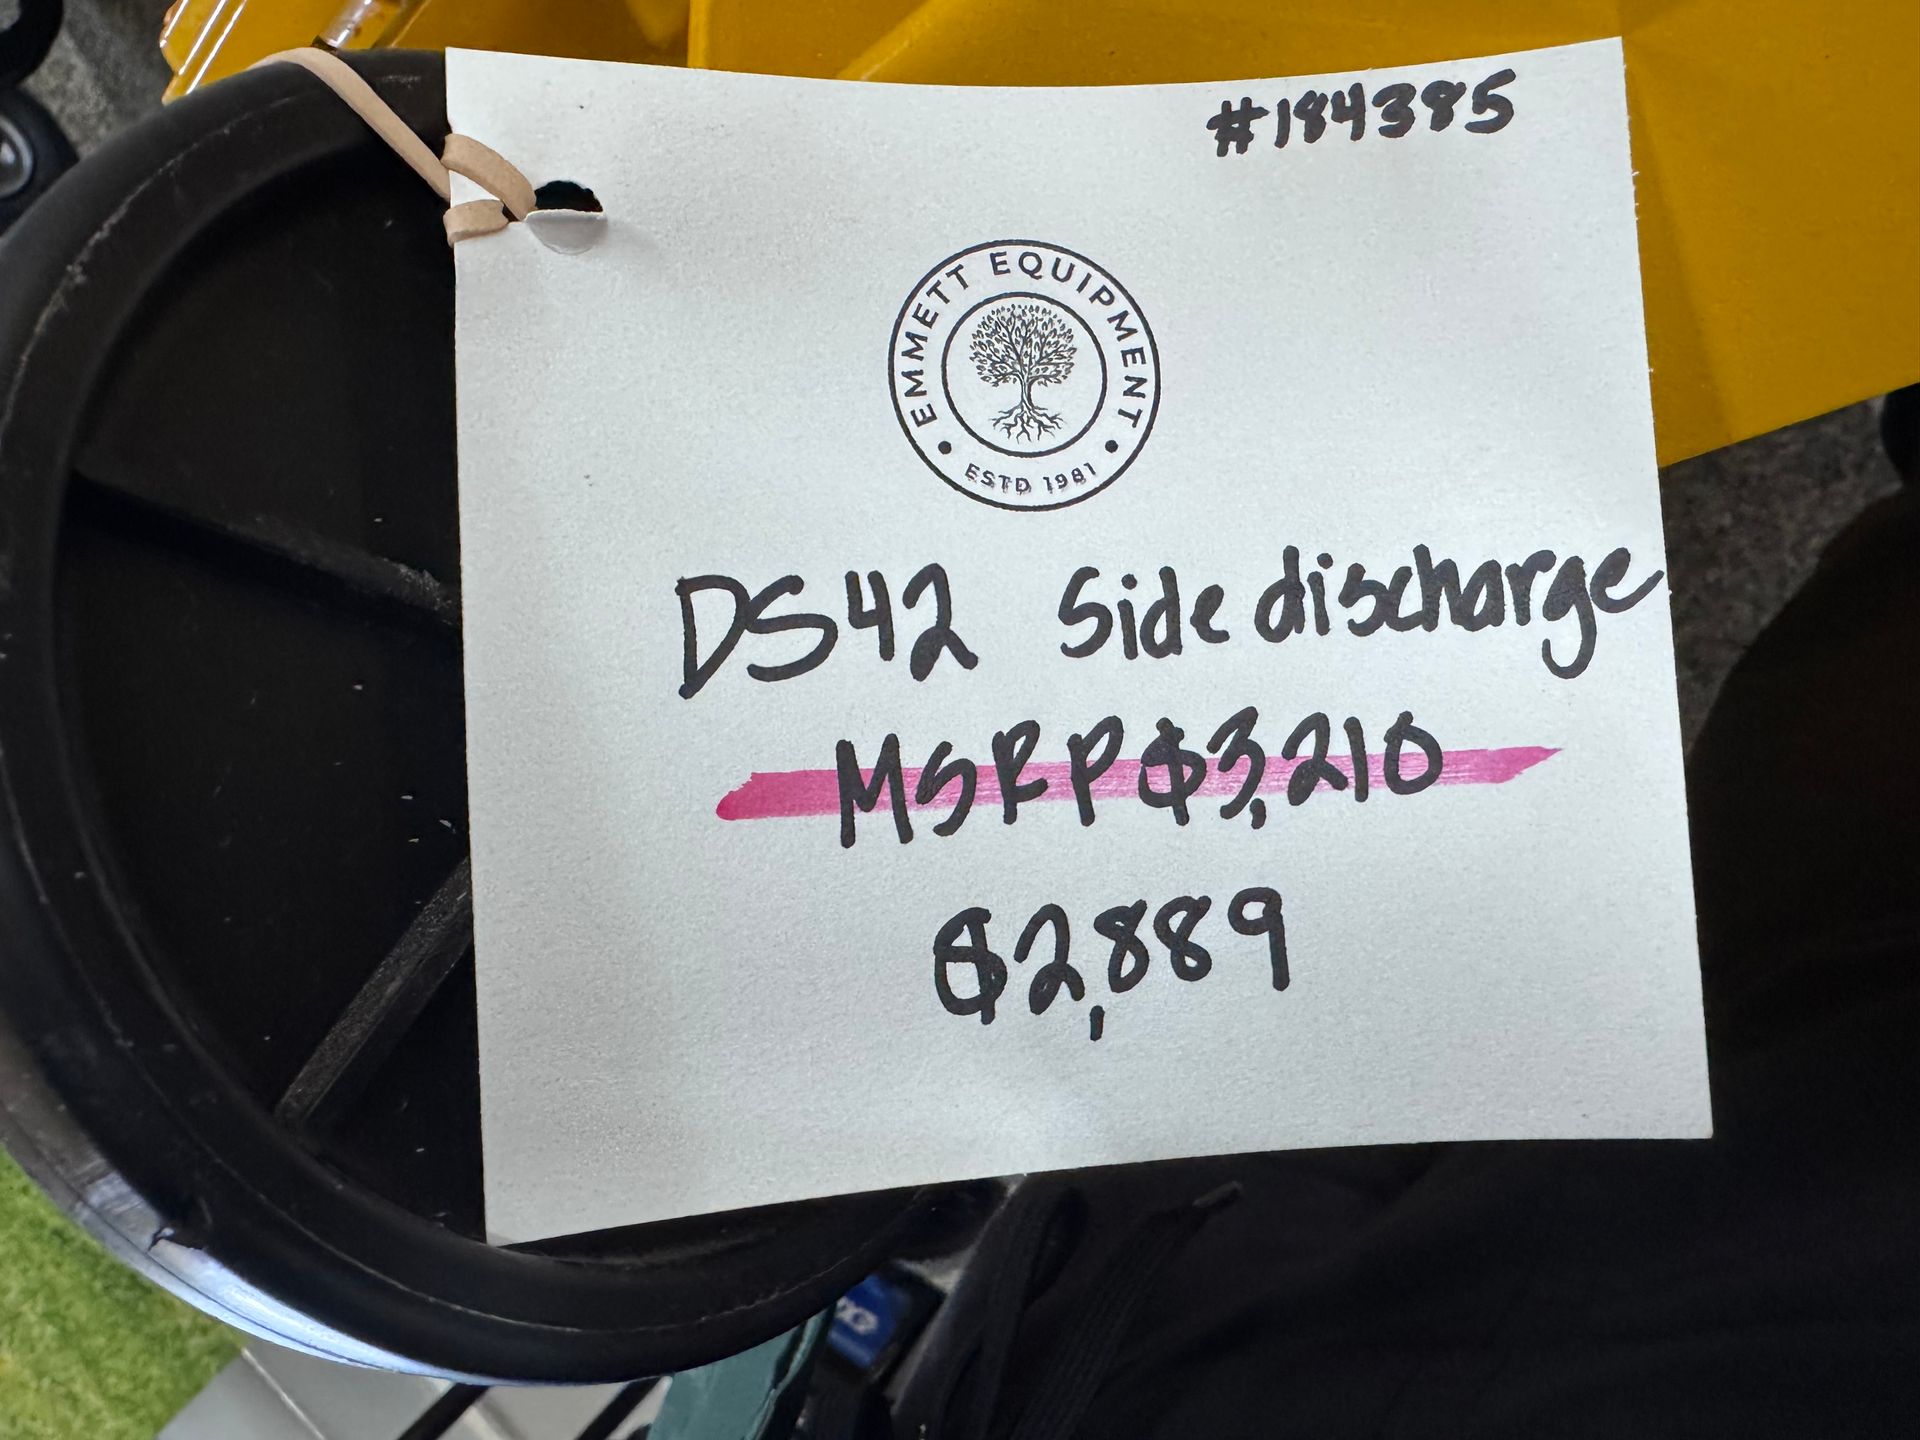 #184385
EMMETT EQUIPMENT
ESTD 1981
DS42 Side discharge
MSRP $3,210
$2,889